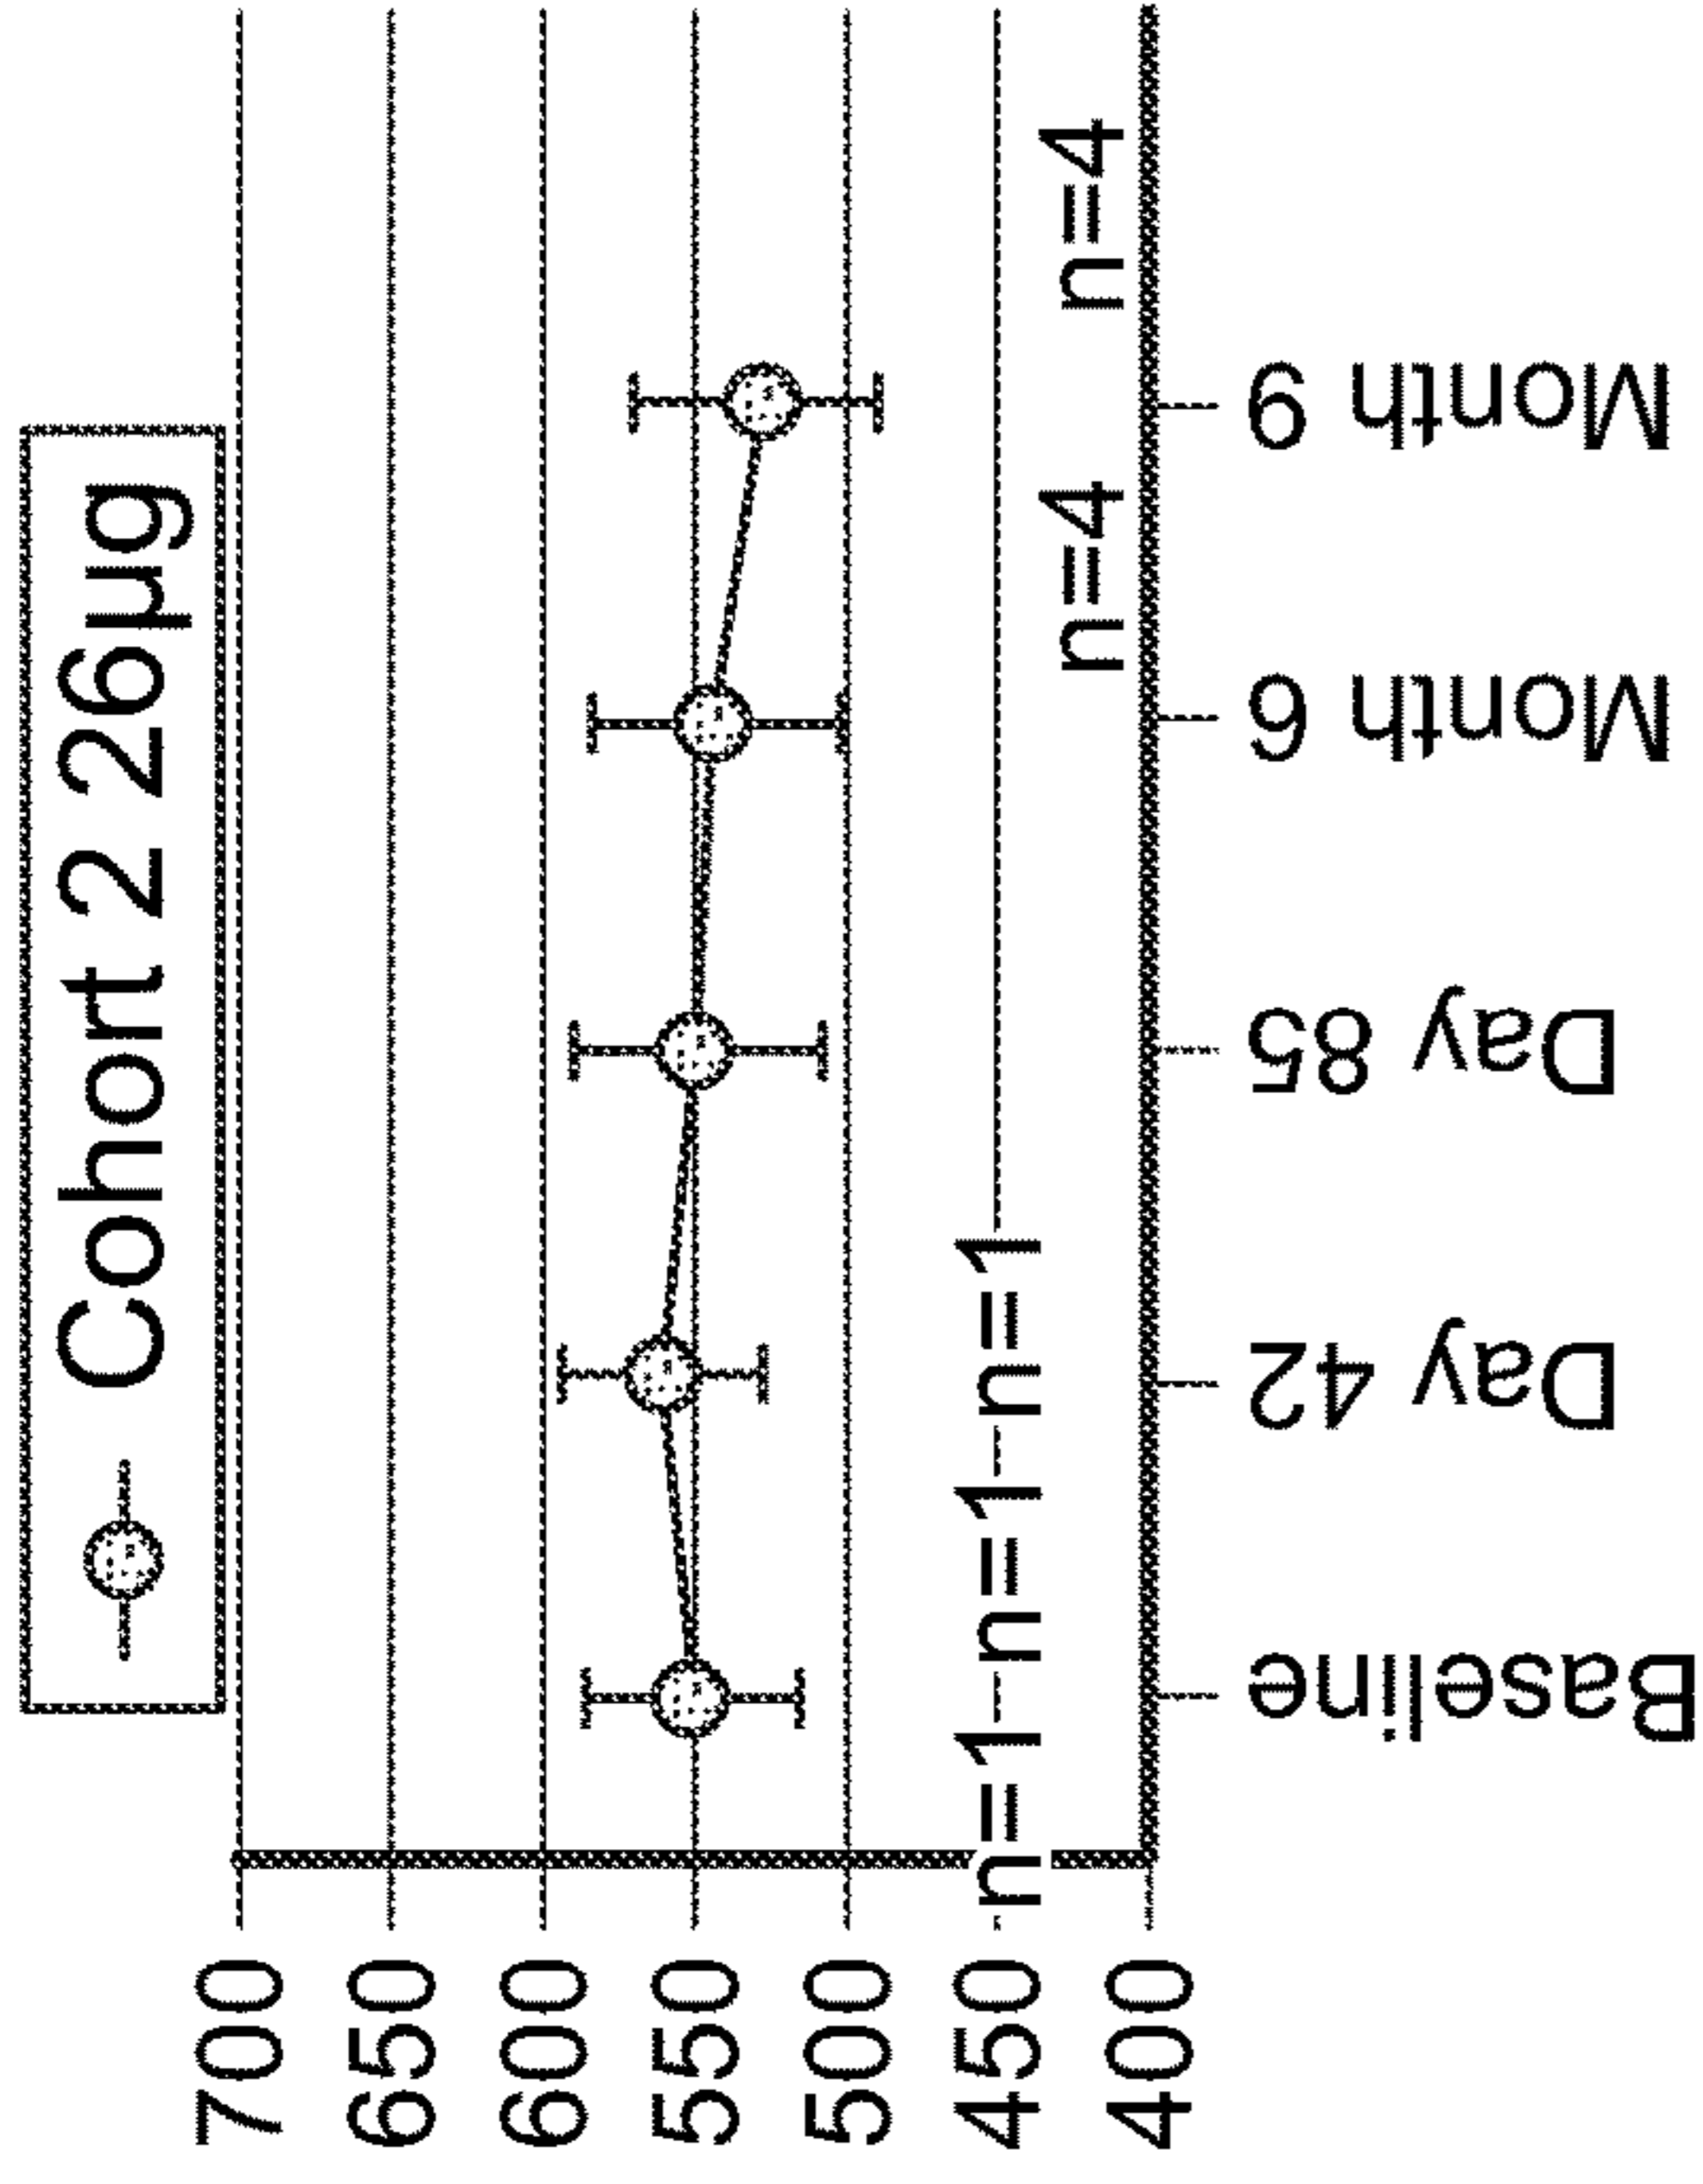 Cohort 2 26µg
700
650
600
550
500
450
400
n=1 n=1 n=1
n=4 n=4
Baseline
Day 42
Day 85
Month 6
Month 9